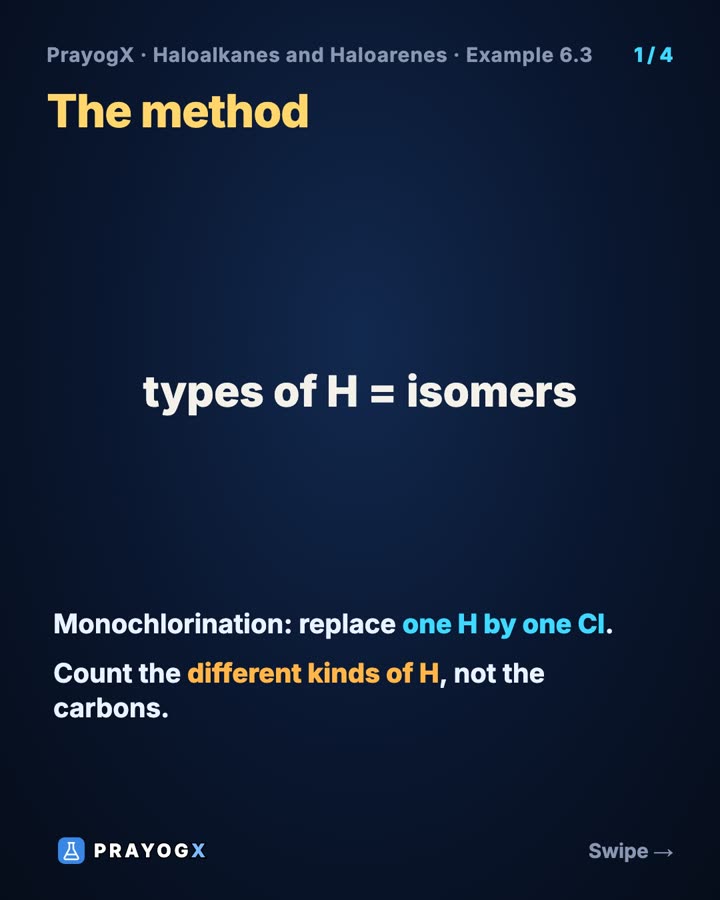 PrayogX · Haloalkanes and Haloarenes · Example 6.3
1 / 4
The method
types of H = isomers
Monochlorination: replace one H by one Cl.
Count the different kinds of H, not the
carbons.
PRAYOGX
Swipe →